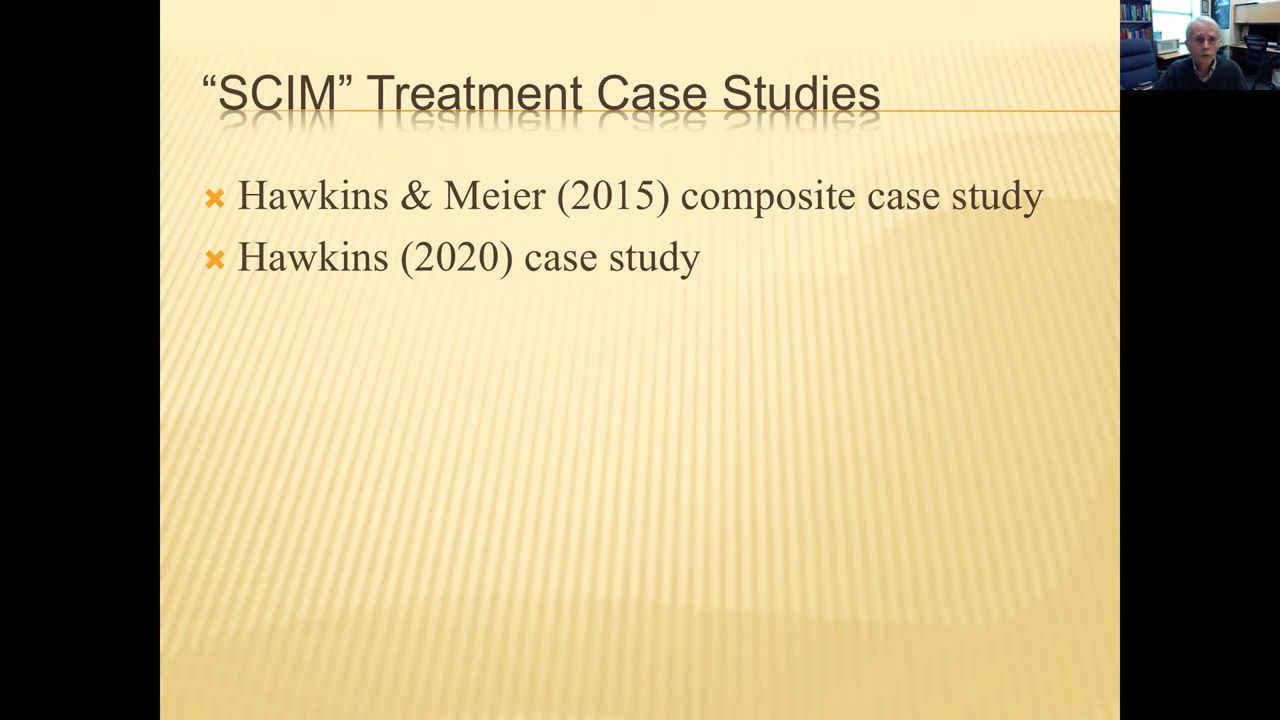 “SCIM” Treatment Case Studies
Hawkins & Meier (2015) composite case study
Hawkins (2020) case study